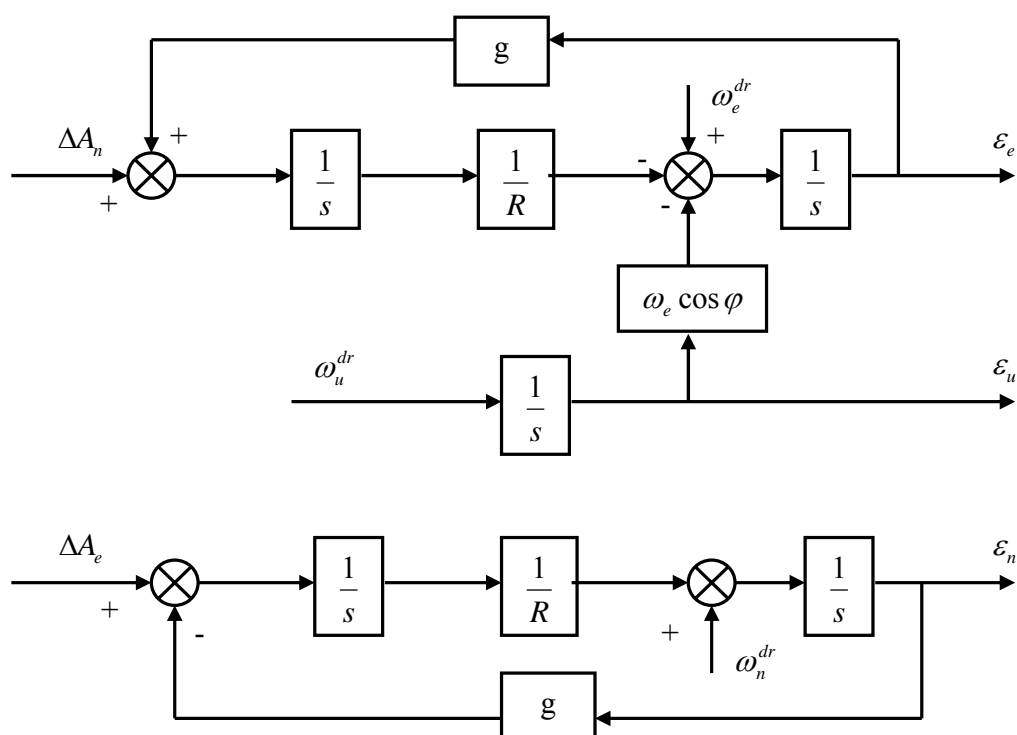 g
ΔA_n
+
+
1/s
1/R
-
ω_e^{dr}
+
-
1/s
ε_e
ω_e cos φ
ω_u^{dr}
1/s
ε_u
ΔA_e
+
-
1/s
1/R
+
ω_n^{dr}
1/s
ε_n
g